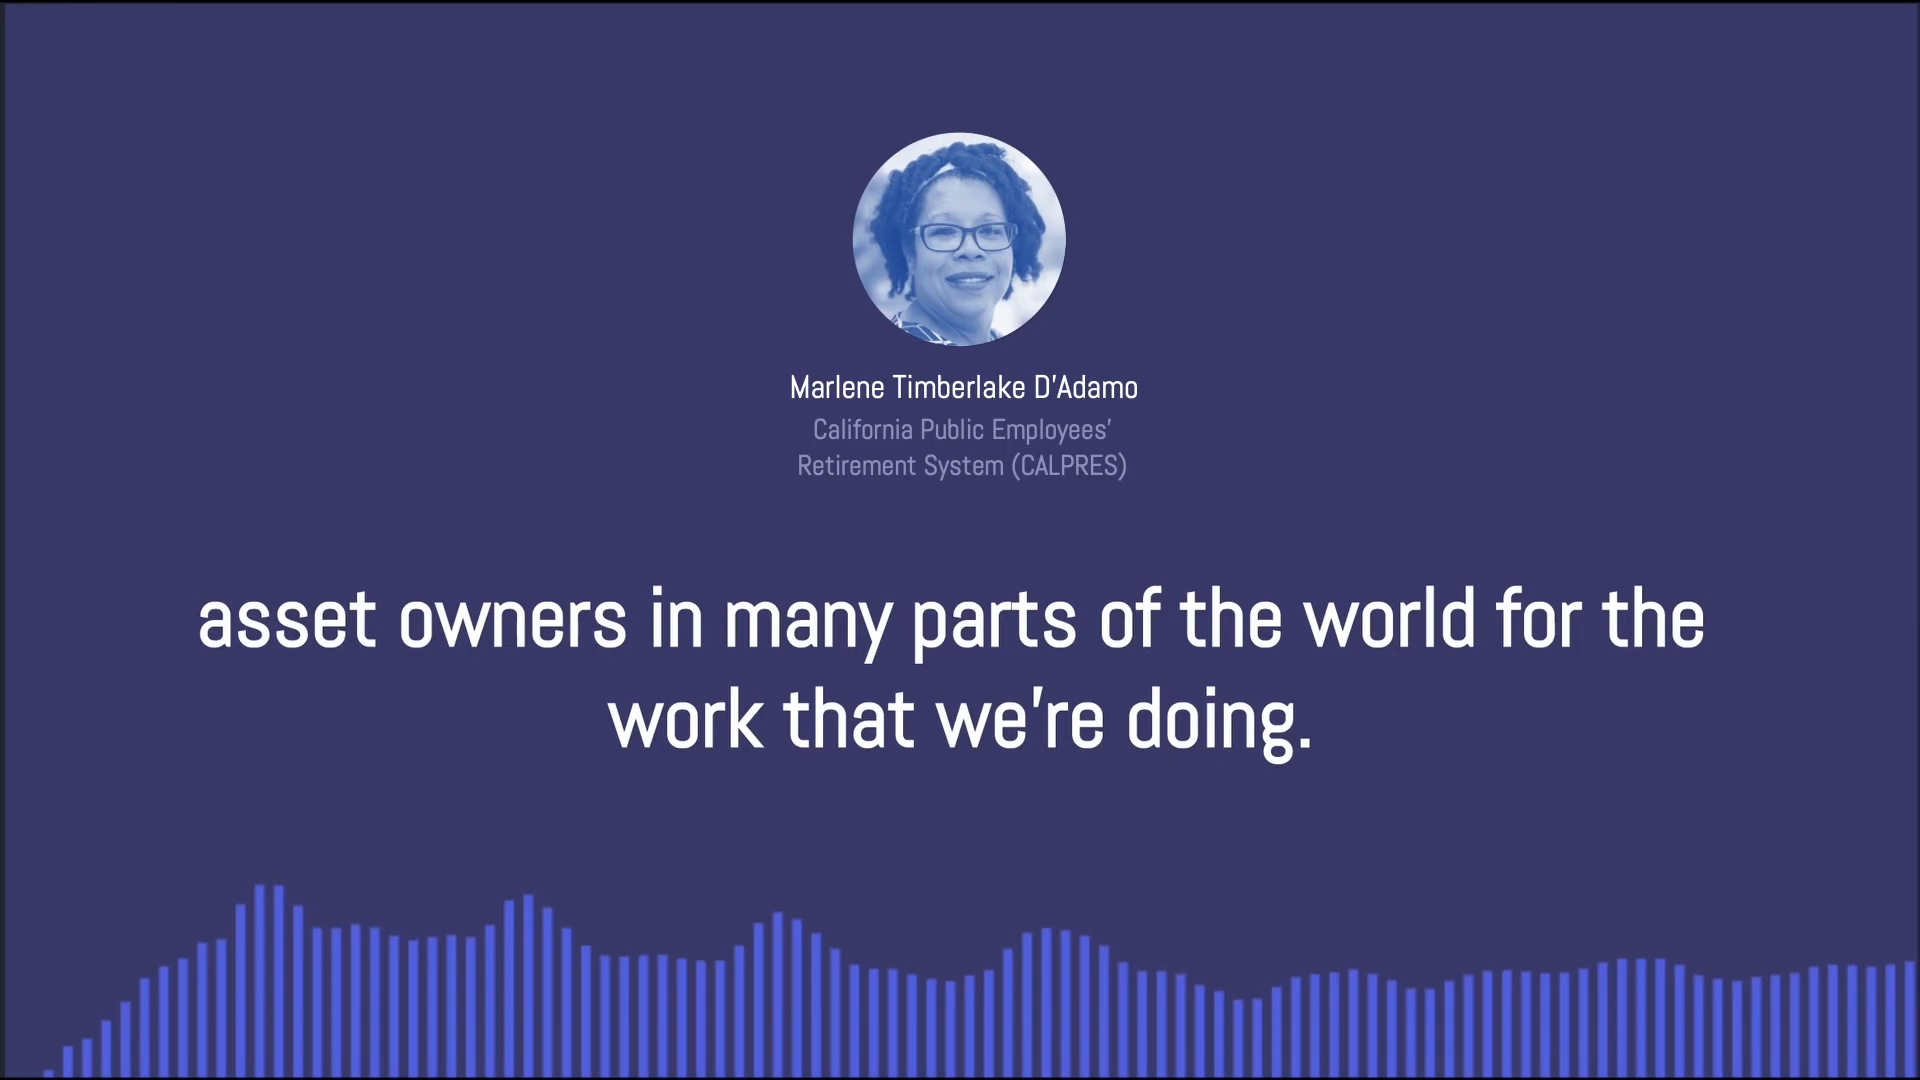 Marlene Timberlake D'Adamo
California Public Employees'
Retirement System (CALPRES)
asset owners in many parts of the world for the
work that we're doing.